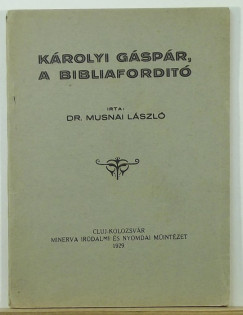 KÁROLYI GÁSPÁR,
A BIBLIAFORDITÓ
IRTA:
DR. MUSNAI LÁSZLÓ
CLUJ-KOLOZSVÁR
MINERVA IRODALMI ÉS NYOMDAI MŰINTÉZET
1929